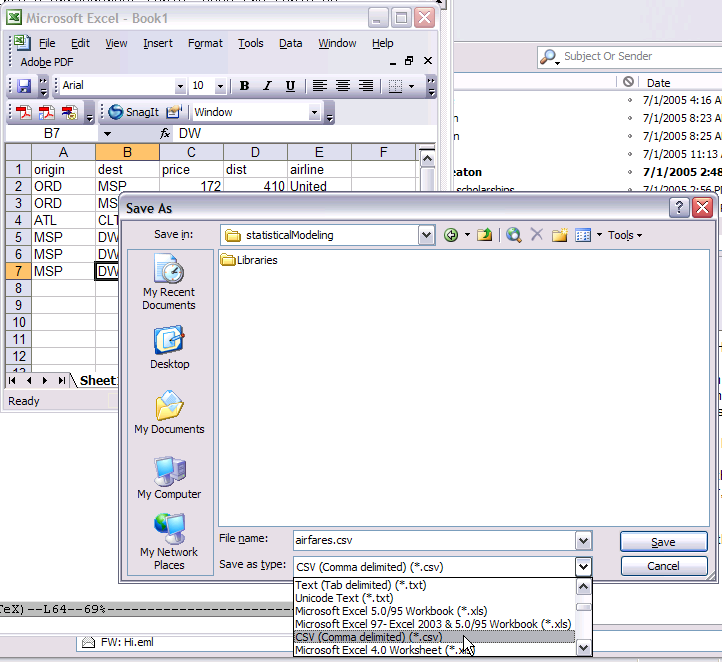 Microsoft Excel - Book1
File Edit View Insert Format Tools Data Window Help
Adobe PDF
Arial 10 B I U
SnagIt Window
B7 fx DW
A B C D E F
1 origin dest price dist airline
2 ORD MSP 172 410 United
3 ORD
4 ATL CLT
5 MSP
6 MSP
7 MSP
8
9
10
11
12
Sheet
Ready
Subject Or Sender
Date
7/1/2005 4:16 A
7/1/2005 8:23 A
7/1/2005 8:25 A
7/1/2005 11:13
eaton 7/1/2005 2:48
scholarships 7/1/2005 2:56 P
Save As
Save in: statisticalModeling Tools
Libraries
My Recent
Documents
Desktop
My Documents
My Computer
My Network
Places
File name: airfares.csv Save
Save as type: CSV (Comma delimited) (*.csv) Cancel
Text (Tab delimited) (*.txt)
Unicode Text (*.txt)
Microsoft Excel 5.0/95 Workbook (*.xls)
Microsoft Excel 97- Excel 2003 & 5.0/95 Workbook (*.xls)
CSV (Comma delimited) (*.csv)
Microsoft Excel 4.0 Worksheet (*.xls)
TeX)--L64--69%
FW: Hi.eml